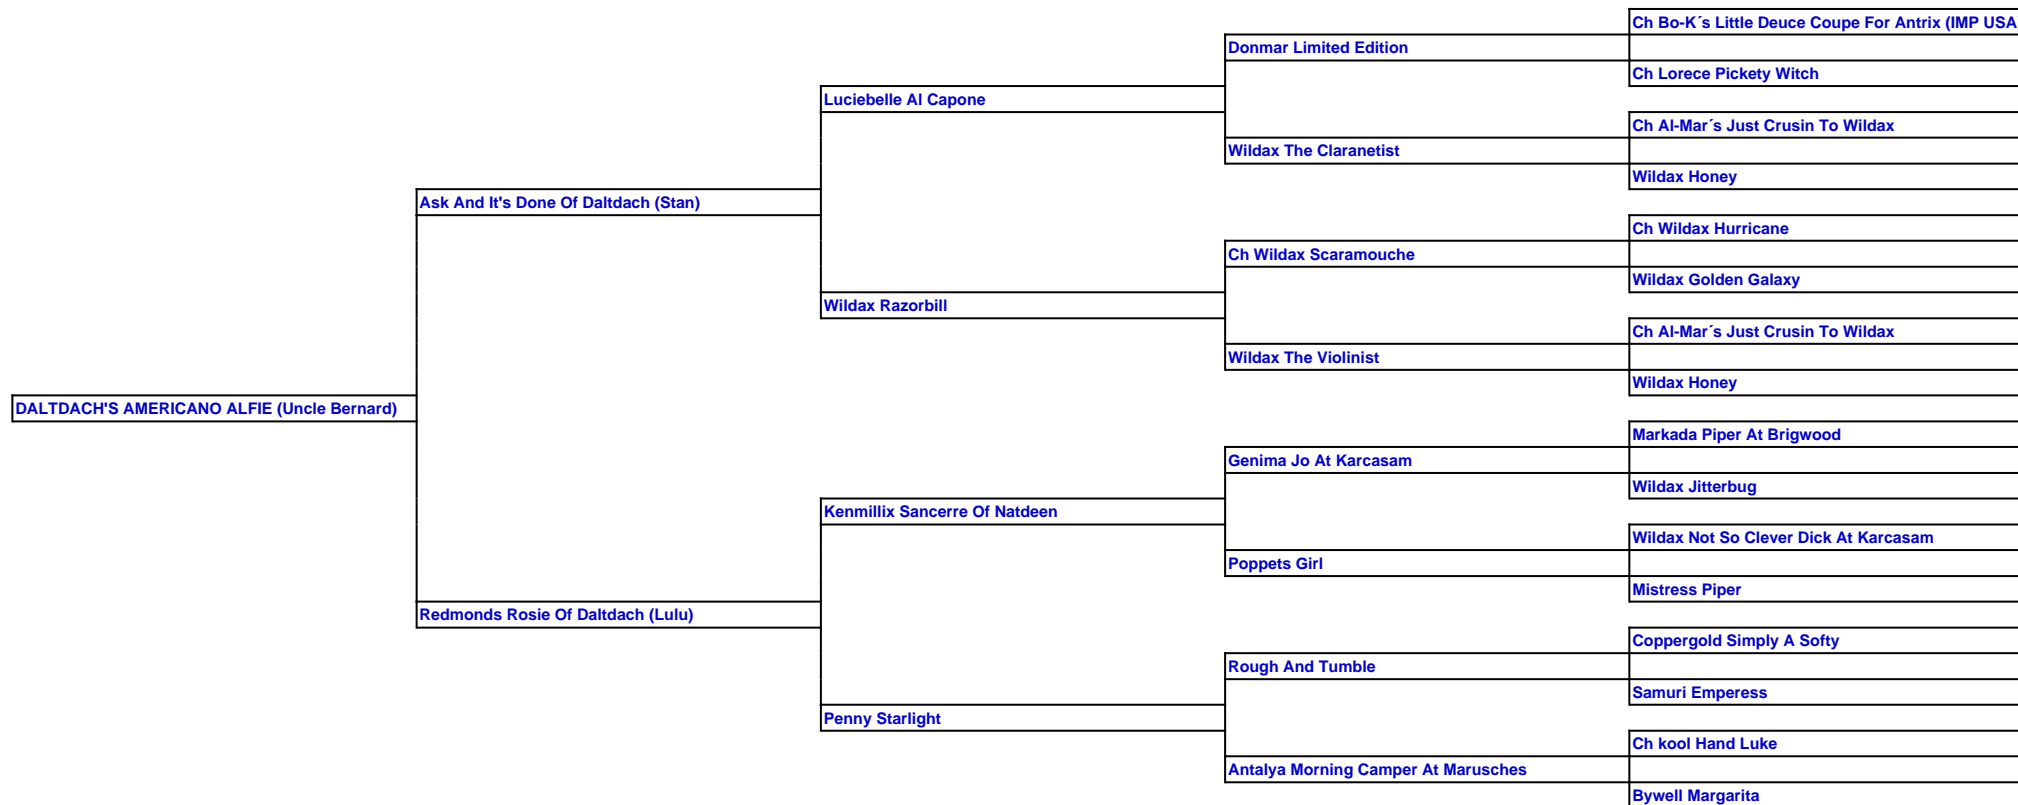 Ch Bo-K´s Little Deuce Coupe For Antrix (IMP USA
Donmar Limited Edition
Ch Lorece Pickety Witch
Luciebelle Al Capone
Ch Al-Mar´s Just Crusin To Wildax
Wildax The Claranetist
Wildax Honey
Ask And It's Done Of Daltdach (Stan)
Ch Wildax Hurricane
Ch Wildax Scaramouche
Wildax Golden Galaxy
Wildax Razorbill
Ch Al-Mar´s Just Crusin To Wildax
Wildax The Violinist
Wildax Honey
DALTDACH'S AMERICANO ALFIE (Uncle Bernard)
Markada Piper At Brigwood
Genima Jo At Karcasam
Wildax Jitterbug
Kenmillix Sancerre Of Natdeen
Wildax Not So Clever Dick At Karcasam
Poppets Girl
Mistress Piper
Redmonds Rosie Of Daltdach (Lulu)
Coppergold Simply A Softy
Rough And Tumble
Samuri Emperess
Penny Starlight
Ch kool Hand Luke
Antalya Morning Camper At Marusches
Bywell Margarita